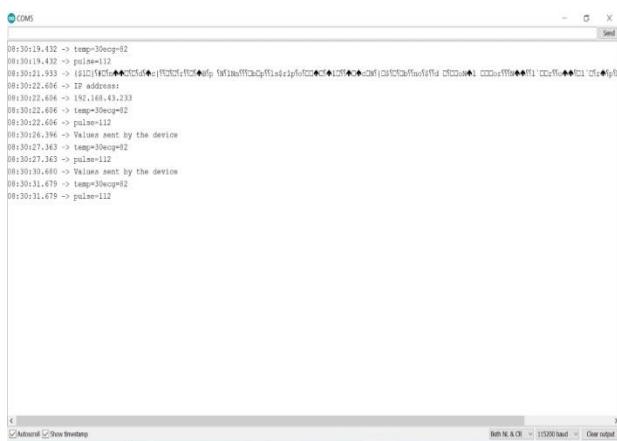 COM5
Send
08:30:19.432 -> temp=30ecg=82
08:30:19.432 -> pulse=112
08:30:21.933 ->
08:30:22.606 -> IP address:
08:30:22.606 -> 192.168.43.233
08:30:22.606 -> temp=30ecg=82
08:30:22.606 -> pulse=112
08:30:26.396 -> Values sent by the device
08:30:27.363 -> temp=30ecg=82
08:30:27.363 -> pulse=112
08:30:30.680 -> Values sent by the device
08:30:31.679 -> temp=30ecg=82
08:30:31.679 -> pulse=112
Autoscroll Show timestamp Both NL & CR 115200 baud Clear output